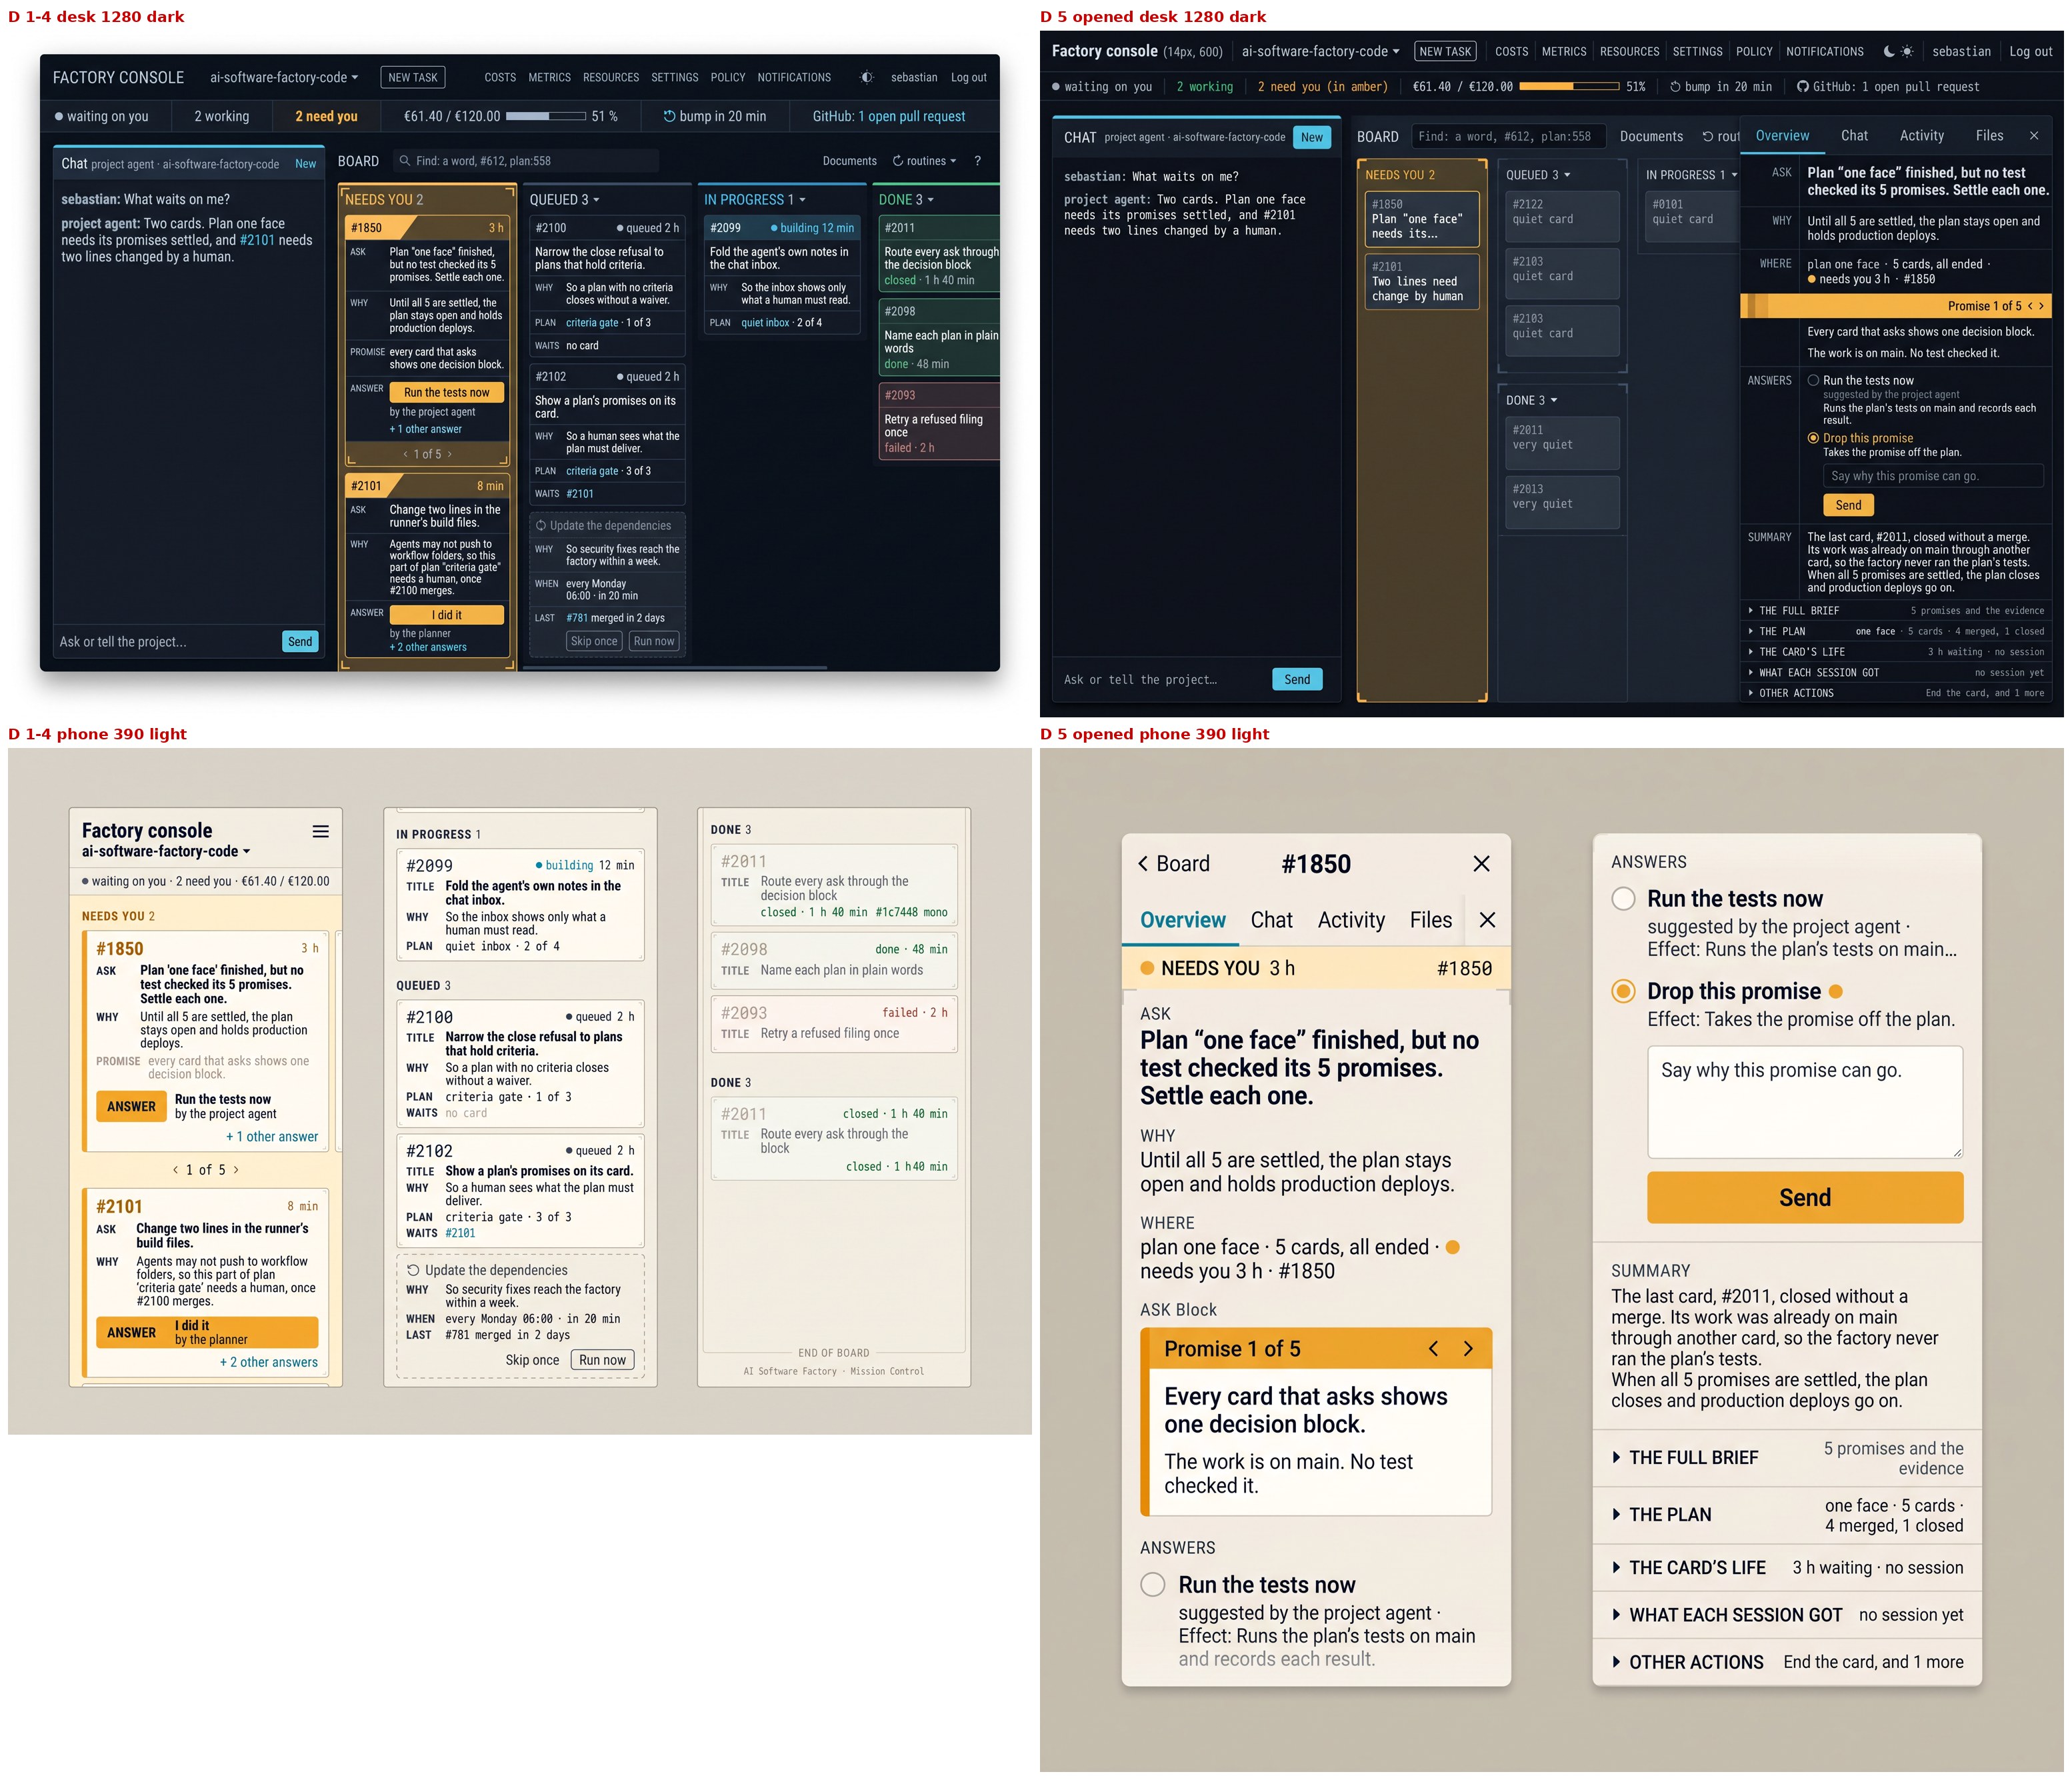 D 1-4 desk 1280 dark
FACTORY CONSOLE
ai-software-factory-code
NEW TASK
COSTS METRICS RESOURCES SETTINGS POLICY NOTIFICATIONS
sebastian Log out
waiting on you
2 working
2 need you
€61.40 / €120.00 51 %
bump in 20 min
GitHub: 1 open pull request
Chat project agent · ai-software-factory-code New
sebastian: What waits on me?
project agent: Two cards. Plan one face
needs its promises settled, and #2101 needs
two lines changed by a human.
Ask or tell the project... Send
BOARD
Find: a word, #612, plan:558
Documents routines ?
NEEDS YOU 2
#1850 3 h
ASK Plan "one face" finished,
but no test checked its 5
promises. Settle each one.
WHY Until all 5 are settled, the
plan stays open and holds
production deploys.
PROMISE every card that asks
shows one decision block.
ANSWER Run the tests now
by the project agent
+ 1 other answer
‹ 1 of 5 ›
#2101 8 min
ASK Change two lines in the
runner's build files.
WHY Agents may not push to
workflow folders, so this
part of plan "criteria gate"
needs a human, once
#2100 merges.
ANSWER I did it
by the planner
+ 2 other answers
QUEUED 3
#2100 queued 2 h
Narrow the close refusal to
plans that hold criteria.
WHY So a plan with no criteria
closes without a waiver.
PLAN criteria gate · 1 of 3
WAITS no card
#2102 queued 2 h
Show a plan's promises on its
card.
WHY So a human sees what the
plan must deliver.
PLAN criteria gate · 3 of 3
WAITS #2101
Update the dependencies
WHY So security fixes reach the
factory within a week.
WHEN every Monday
06:00 · in 20 min
LAST #781 merged in 2 days
Skip once Run now
IN PROGRESS 1
#2099 building 12 min
Fold the agent's own notes in
the chat inbox.
WHY So the inbox shows only
what a human must read.
PLAN quiet inbox · 2 of 4
DONE 3
#2011
Route every ask through
the decision block
closed · 1 h 40 min
#2098
Name each plan in plain
words
done · 48 min
#2093
Retry a refused filing
once
failed · 2 h
D 5 opened desk 1280 dark
Factory console (14px, 600)
ai-software-factory-code
NEW TASK
COSTS METRICS RESOURCES SETTINGS POLICY NOTIFICATIONS
sebastian Log out
waiting on you
2 working
2 need you (in amber)
€61.40 / €120.00 51%
bump in 20 min
GitHub: 1 open pull request
CHAT project agent · ai-software-factory-code New
sebastian: What waits on me?
project agent: Two cards. Plan one face
needs its promises settled, and #2101
needs two lines changed by a human.
Ask or tell the project… Send
BOARD
Find: a word, #612, plan:558
Documents rout
NEEDS YOU 2
#1850
Plan "one face"
needs its...
#2101
Two lines need
change by human
QUEUED 3
#2122
quiet card
#2103
quiet card
#2103
quiet card
DONE 3
#2011
very quiet
#2013
very quiet
IN PROGRESS 1
#0101
quiet card
Overview Chat Activity Files ×
ASK Plan “one face” finished, but no test
checked its 5 promises. Settle each one.
WHY Until all 5 are settled, the plan stays open and
holds production deploys.
WHERE plan one face · 5 cards, all ended ·
needs you 3 h · #1850
Promise 1 of 5 ‹ ›
Every card that asks shows one decision block.
The work is on main. No test checked it.
ANSWERS Run the tests now
suggested by the project agent
Runs the plan's tests on main and records each
result.
Drop this promise
Takes the promise off the plan.
Say why this promise can go.
Send
SUMMARY The last card, #2011, closed without a merge.
Its work was already on main through another
card, so the factory never ran the plan's tests.
When all 5 promises are settled, the plan closes
and production deploys go on.
THE FULL BRIEF 5 promises and the evidence
THE PLAN one face · 5 cards · 4 merged, 1 closed
THE CARD'S LIFE 3 h waiting · no session
WHAT EACH SESSION GOT no session yet
OTHER ACTIONS End the card, and 1 more
D 1-4 phone 390 light
Factory console
ai-software-factory-code
waiting on you · 2 need you · €61.40 / €120.00
NEEDS YOU 2
#1850 3 h
ASK Plan 'one face' finished, but no
test checked its 5 promises.
Settle each one.
WHY Until all 5 are settled, the plan
stays open and holds production
deploys.
PROMISE every card that asks shows one
decision block.
ANSWER Run the tests now
by the project agent
+ 1 other answer
‹ 1 of 5 ›
#2101 8 min
ASK Change two lines in the runner's
build files.
WHY Agents may not push to workflow
folders, so this part of plan
'criteria gate' needs a human, once
#2100 merges.
ANSWER I did it
by the planner
+ 2 other answers
IN PROGRESS 1
#2099 building 12 min
TITLE Fold the agent's own notes in the
chat inbox.
WHY So the inbox shows only what a
human must read.
PLAN quiet inbox · 2 of 4
QUEUED 3
#2100 queued 2 h
TITLE Narrow the close refusal to plans
that hold criteria.
WHY So a plan with no criteria closes
without a waiver.
PLAN criteria gate · 1 of 3
WAITS no card
#2102 queued 2 h
TITLE Show a plan's promises on its card.
WHY So a human sees what the plan must
deliver.
PLAN criteria gate · 3 of 3
WAITS #2101
Update the dependencies
WHY So security fixes reach the factory
within a week.
WHEN every Monday 06:00 · in 20 min
LAST #781 merged in 2 days
Skip once Run now
DONE 3
#2011
TITLE Route every ask through the
decision block
closed · 1 h 40 min #1c7448 mono
#2098 done · 48 min
TITLE Name each plan in plain words
#2093 failed · 2 h
TITLE Retry a refused filing once
DONE 3
#2011 closed · 1 h 40 min
TITLE Route every ask through the
block
closed · 1 h40 min
END OF BOARD
AI Software Factory · Mission Control
D 5 opened phone 390 light
‹ Board #1850 ×
Overview Chat Activity Files ×
NEEDS YOU 3 h #1850
ASK
Plan “one face” finished, but no
test checked its 5 promises.
Settle each one.
WHY
Until all 5 are settled, the plan stays
open and holds production deploys.
WHERE
plan one face · 5 cards, all ended ·
needs you 3 h · #1850
ASK Block
Promise 1 of 5 ‹ ›
Every card that asks shows
one decision block.
The work is on main. No test
checked it.
ANSWERS
Run the tests now
suggested by the project agent ·
Effect: Runs the plan’s tests on main
and records each result.
ANSWERS
Run the tests now
suggested by the project agent ·
Effect: Runs the plan’s tests on main...
Drop this promise
Effect: Takes the promise off the plan.
Say why this promise can go.
Send
SUMMARY
The last card, #2011, closed without a
merge. Its work was already on main
through another card, so the factory never
ran the plan’s tests.
When all 5 promises are settled, the plan
closes and production deploys go on.
THE FULL BRIEF 5 promises and the
evidence
THE PLAN one face · 5 cards ·
4 merged, 1 closed
THE CARD’S LIFE 3 h waiting · no session
WHAT EACH SESSION GOT no session yet
OTHER ACTIONS End the card, and 1 more